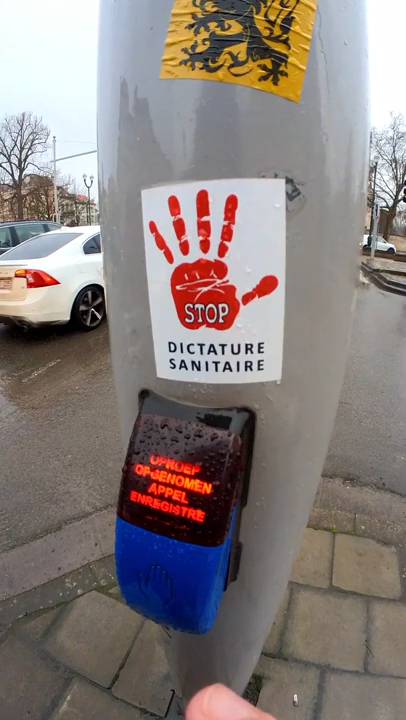 STOP
DICTATURE
SANITAIRE
OPROEP
OPGENOMEN
APPEL
ENREGISTRE